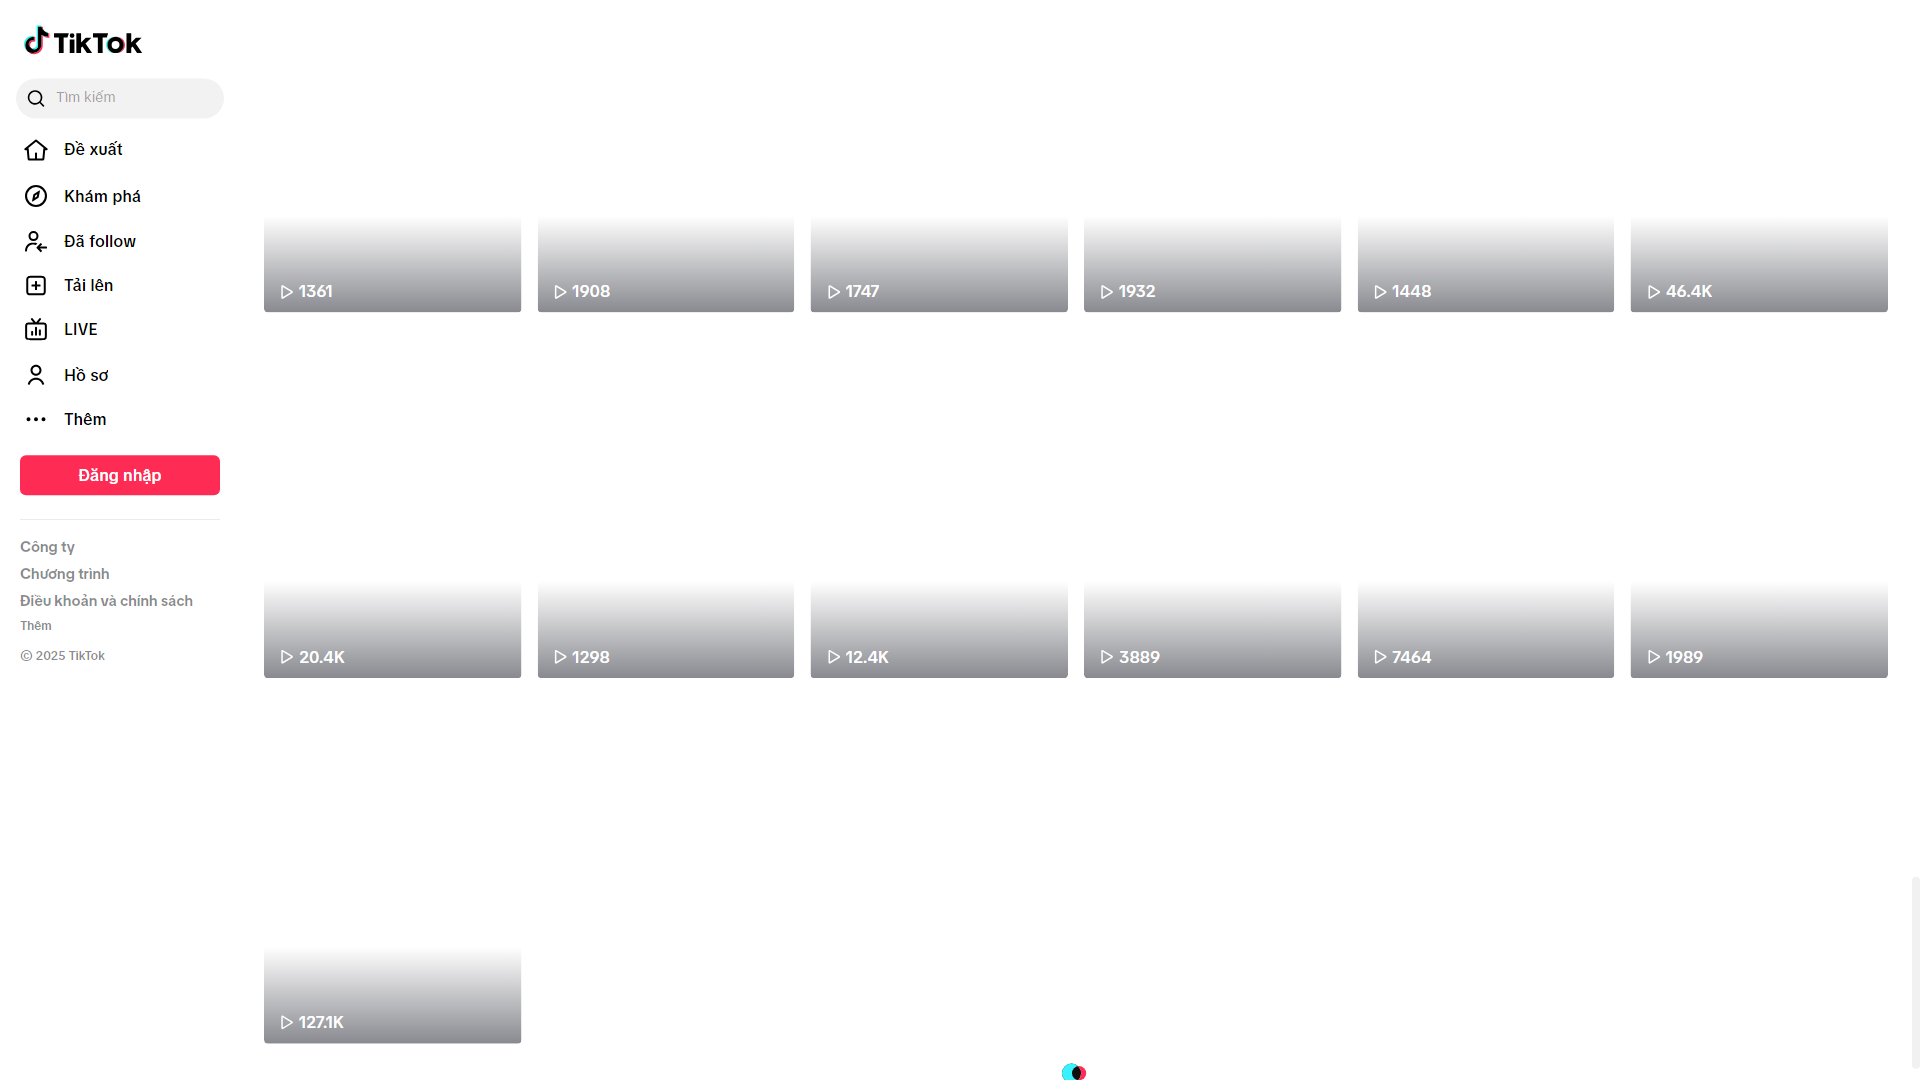 TikTok
Tìm kiếm
Đề xuất
Khám phá
Đã follow
Tải lên
LIVE
Hồ sơ
Thêm
Đăng nhập
Công ty
Chương trình
Điều khoản và chính sách
Thêm
© 2025 TikTok
1361
1908
1747
1932
1448
46.4K
20.4K
1298
12.4K
3889
7464
1989
127.1K